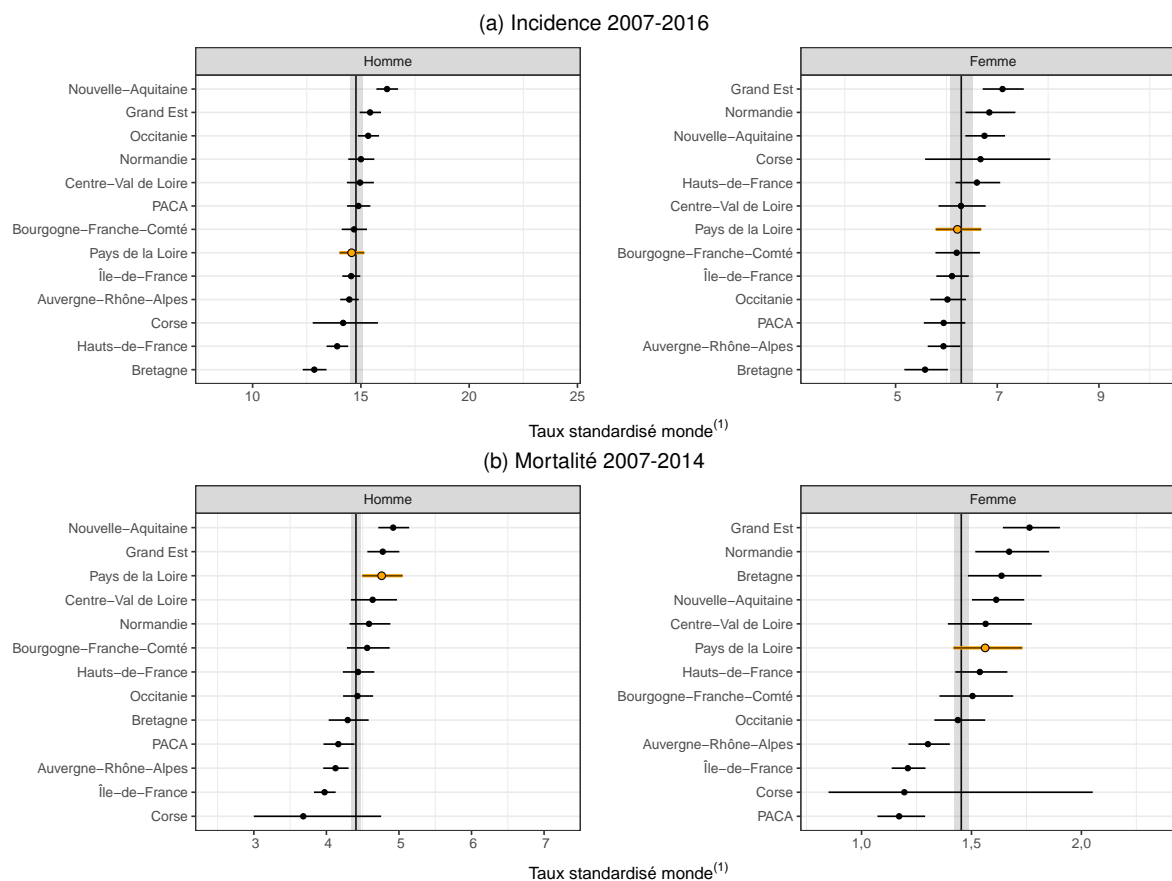 (a) Incidence 2007-2016
Homme
Nouvelle−Aquitaine
Grand Est
Occitanie
Normandie
Centre−Val de Loire
PACA
Bourgogne−Franche−Comté
Pays de la Loire
Île−de−France
Auvergne−Rhône−Alpes
Corse
Hauts−de−France
Bretagne
10 15 20 25
Femme
Grand Est
Normandie
Nouvelle−Aquitaine
Corse
Hauts−de−France
Centre−Val de Loire
Pays de la Loire
Bourgogne−Franche−Comté
Île−de−France
Occitanie
PACA
Auvergne−Rhône−Alpes
Bretagne
5 7 9
Taux standardisé monde(1)
(b) Mortalité 2007-2014
Homme
Nouvelle−Aquitaine
Grand Est
Pays de la Loire
Centre−Val de Loire
Normandie
Bourgogne−Franche−Comté
Hauts−de−France
Occitanie
Bretagne
PACA
Auvergne−Rhône−Alpes
Île−de−France
Corse
3 4 5 6 7
Femme
Grand Est
Normandie
Bretagne
Nouvelle−Aquitaine
Centre−Val de Loire
Pays de la Loire
Hauts−de−France
Bourgogne−Franche−Comté
Occitanie
Auvergne−Rhône−Alpes
Île−de−France
Corse
PACA
1,0 1,5 2,0
Taux standardisé monde(1)